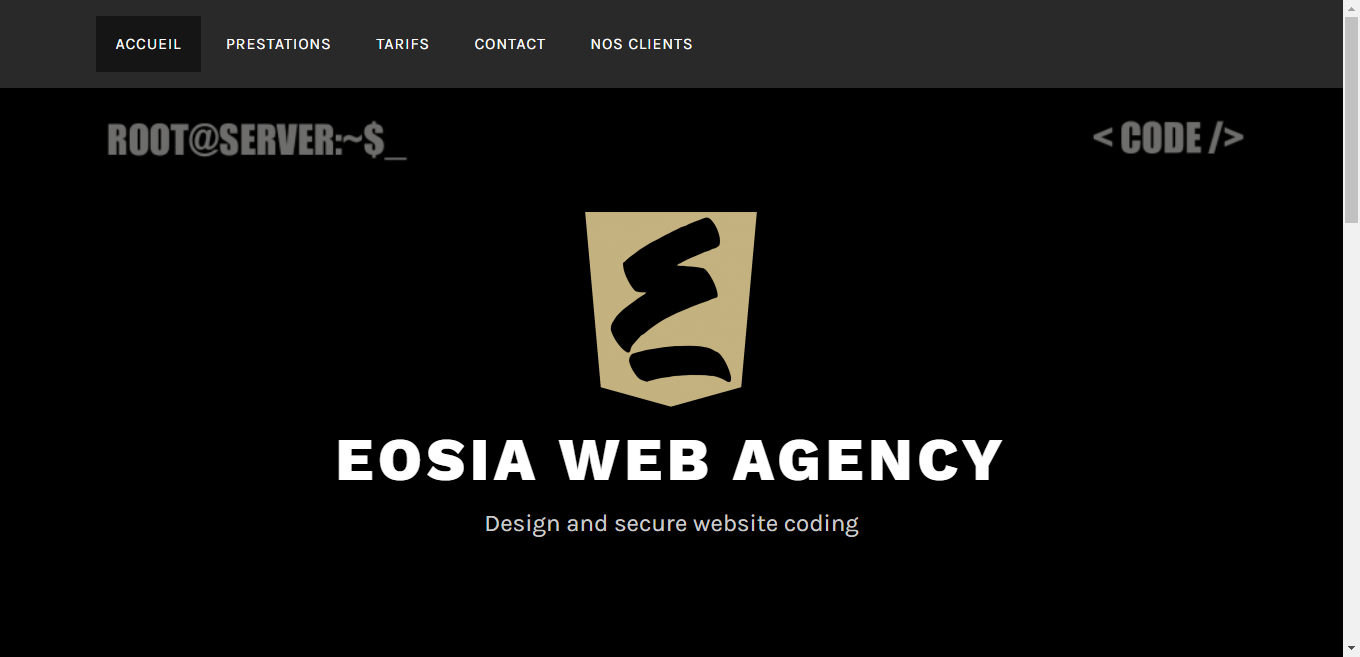 ACCUEIL PRESTATIONS TARIFS CONTACT NOS CLIENTS
ROOT@SERVER:~$_ < CODE />
E
EOSIA WEB AGENCY
Design and secure website coding